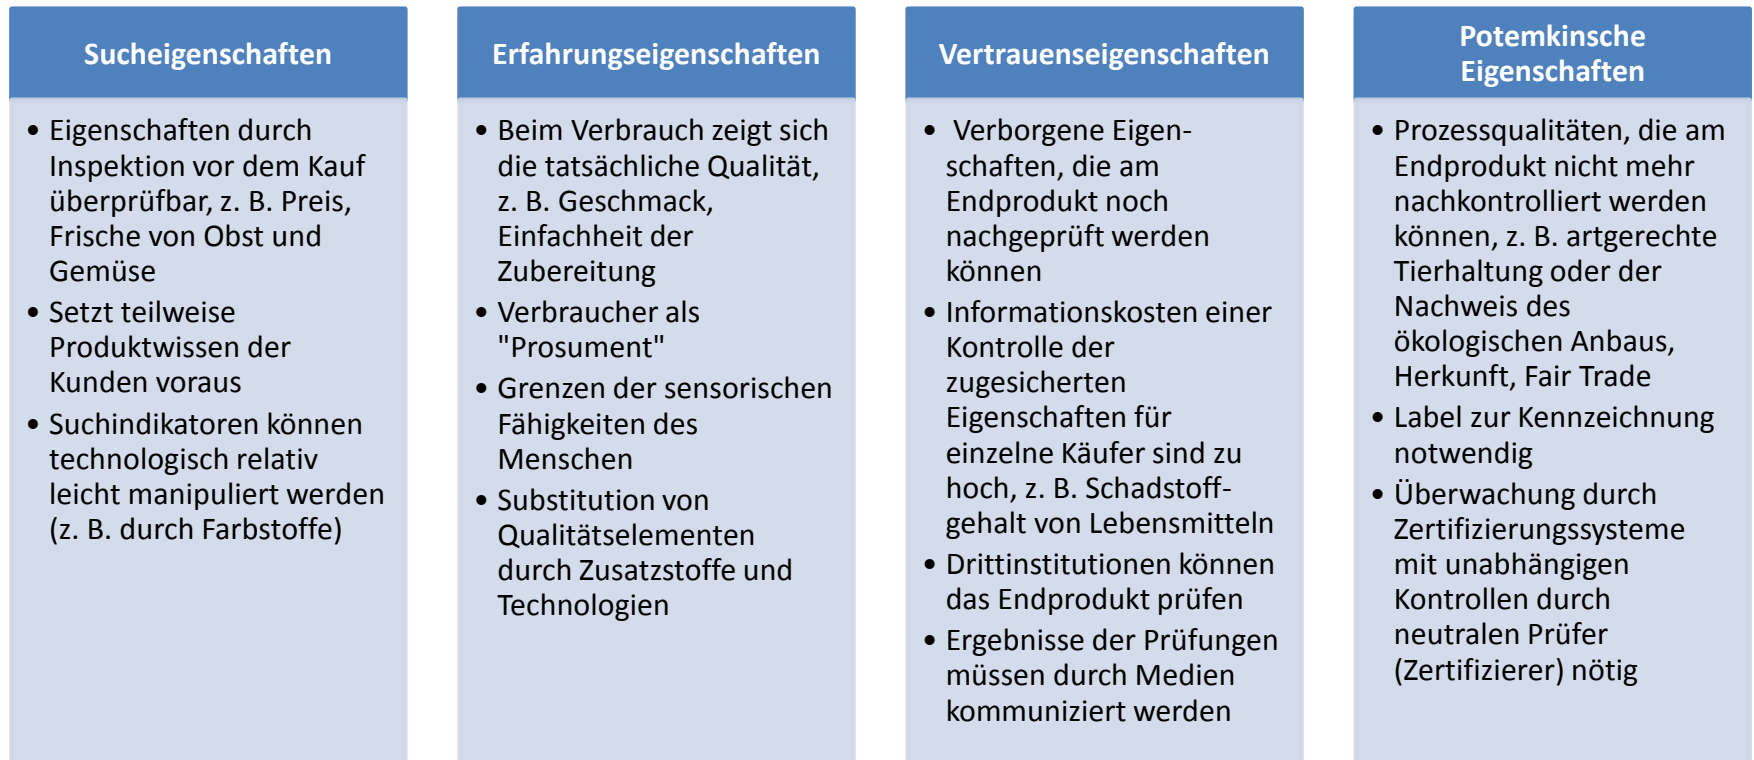 Sucheigenschaften
• Eigenschaften durch
Inspektion vor dem Kauf
überprüfbar, z. B. Preis,
Frische von Obst und
Gemüse
• Setzt teilweise
Produktwissen der
Kunden voraus
• Suchindikatoren können
technologisch relativ
leicht manipuliert werden
(z. B. durch Farbstoffe)
Erfahrungseigenschaften
• Beim Verbrauch zeigt sich
die tatsächliche Qualität,
z. B. Geschmack,
Einfachheit der
Zubereitung
• Verbraucher als
"Prosument"
• Grenzen der sensorischen
Fähigkeiten des
Menschen
• Substitution von
Qualitätselementen
durch Zusatzstoffe und
Technologien
Vertrauenseigenschaften
• Verborgene Eigen-
schaften, die am
Endprodukt noch
nachgeprüft werden
können
• Informationskosten einer
Kontrolle der
zugesicherten
Eigenschaften für
einzelne Käufer sind zu
hoch, z. B. Schadstoff-
gehalt von Lebensmitteln
• Drittinstitutionen können
das Endprodukt prüfen
• Ergebnisse der Prüfungen
müssen durch Medien
kommuniziert werden
Potemkinsche
Eigenschaften
• Prozessqualitäten, die am
Endprodukt nicht mehr
nachkontrolliert werden
können, z. B. artgerechte
Tierhaltung oder der
Nachweis des
ökologischen Anbaus,
Herkunft, Fair Trade
• Label zur Kennzeichnung
notwendig
• Überwachung durch
Zertifizierungssysteme
mit unabhängigen
Kontrollen durch
neutralen Prüfer
(Zertifizierer) nötig